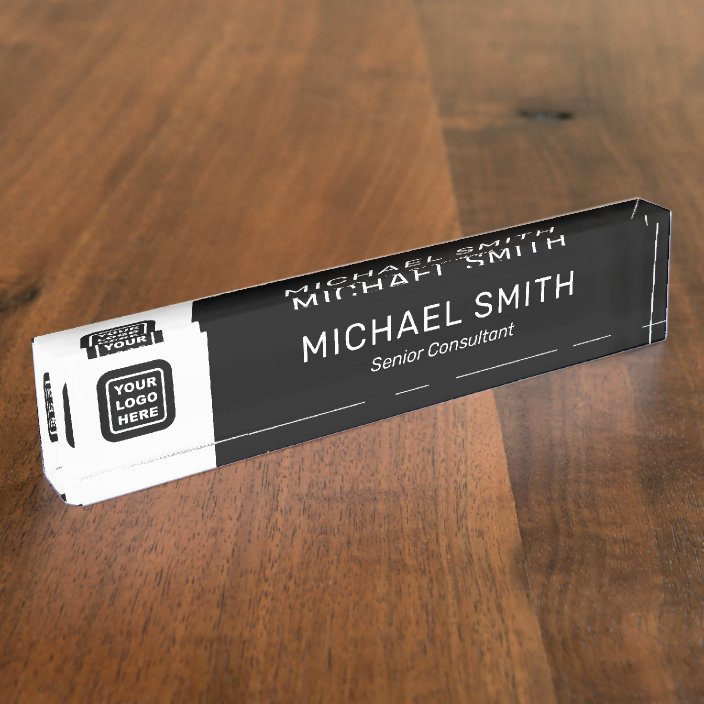 MICHAEL SMITH
Senior Consultant
YOUR
LOGO
HERE